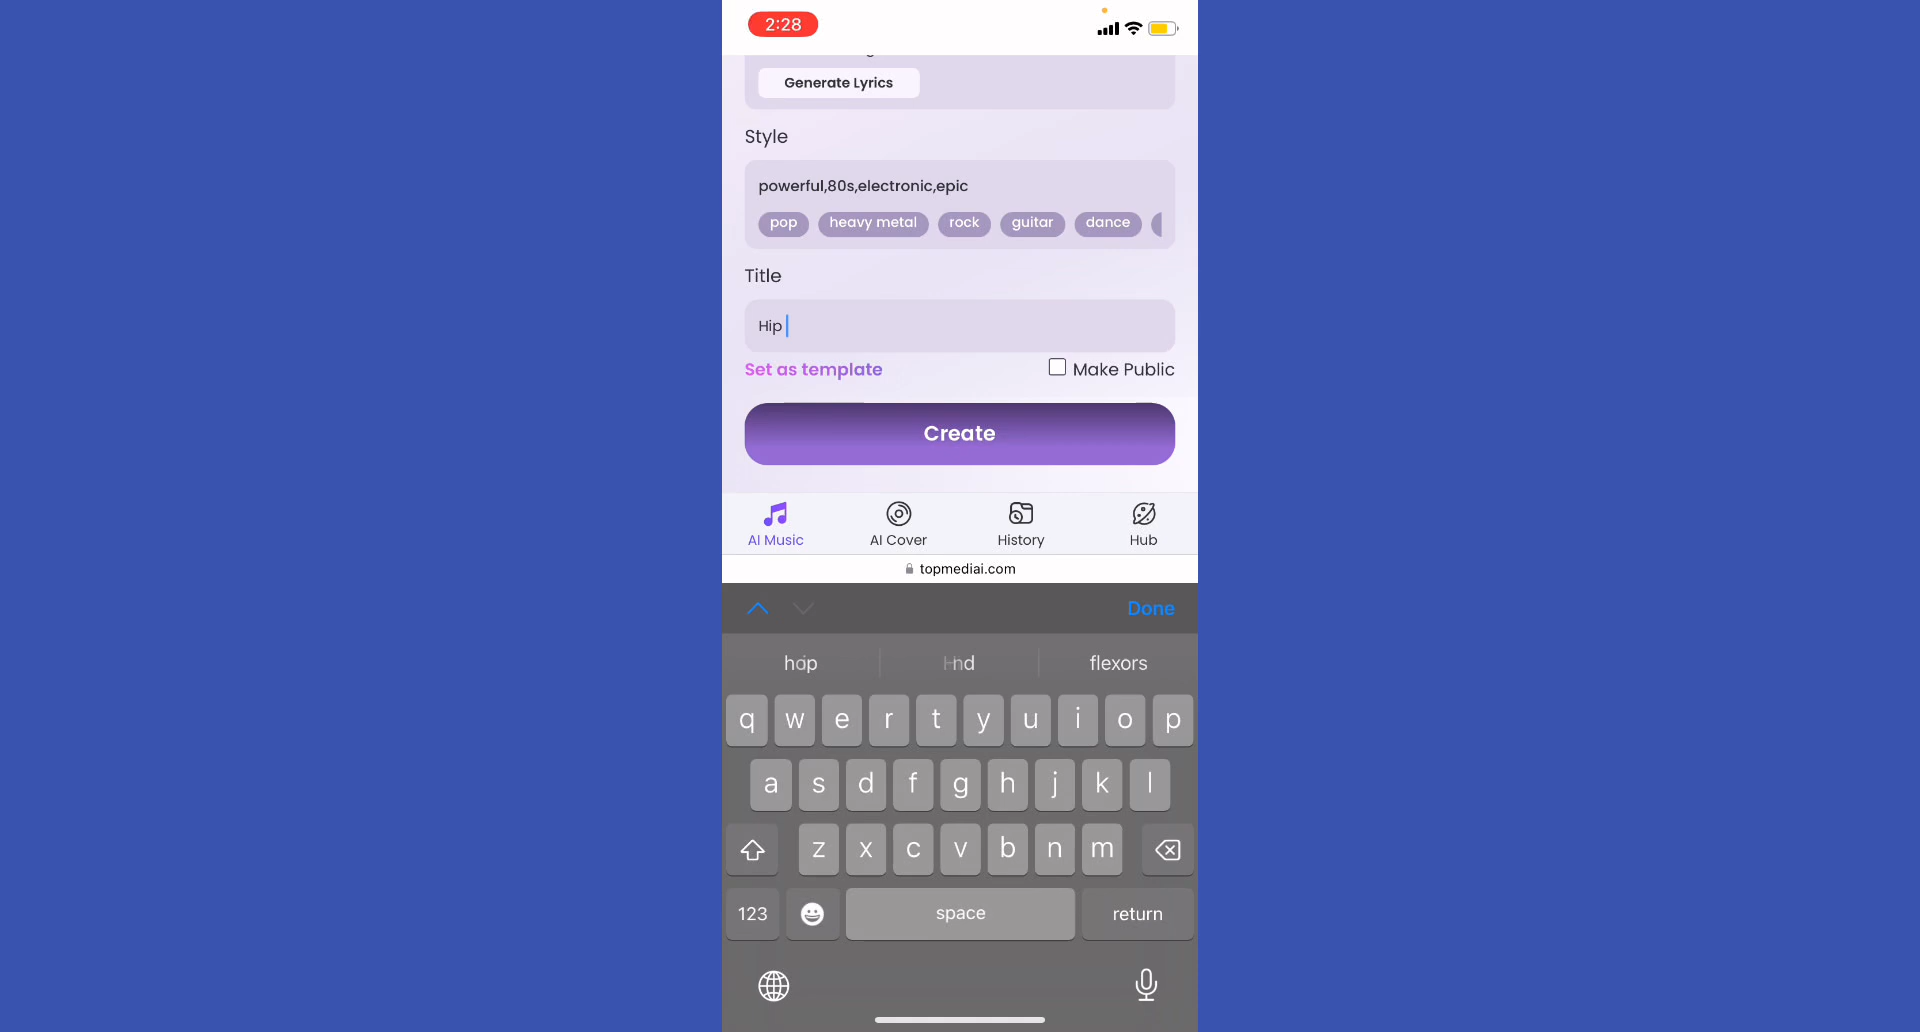 2:28
Generate Lyrics
Style
powerful,80s,electronic,epic
pop heavy metal rock guitar dance
Title
Hip
Set as template Make Public
Create
AI Music AI Cover History Hub
topmediai.com
Done
flexors
q w e r t y u i o p
a s d f g h j k l
z x c v b n m
123 space return